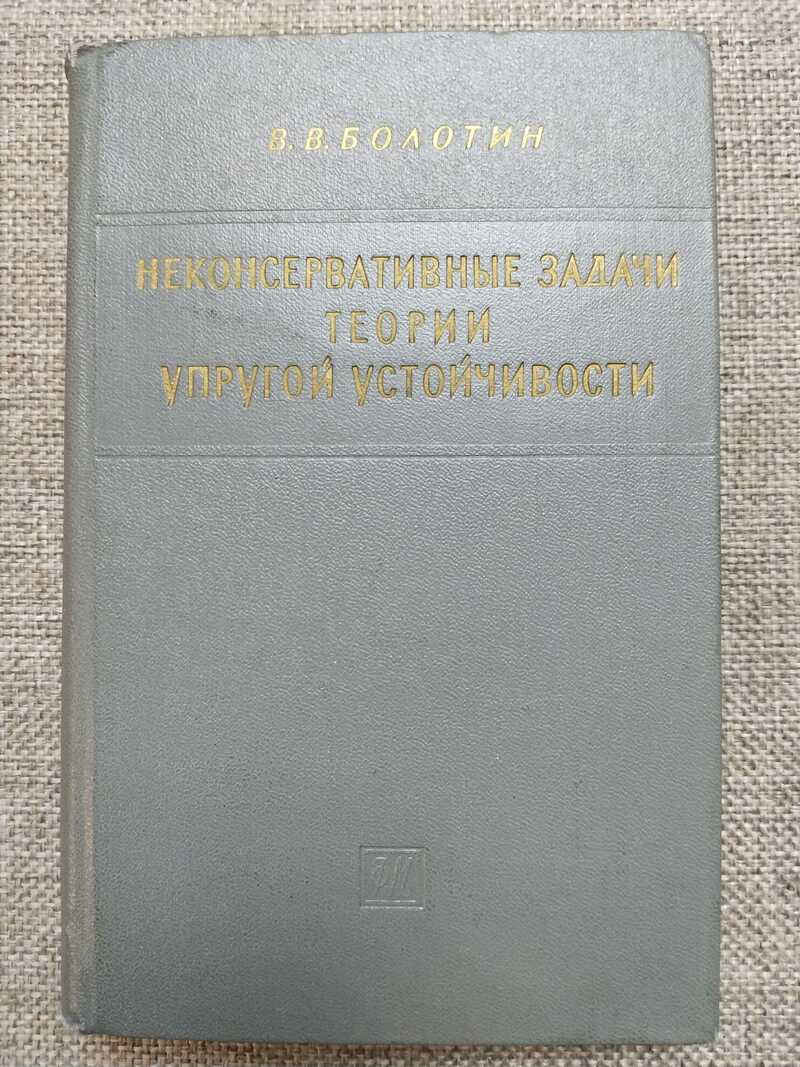 В. В. БОЛОТИН
НЕКОНСЕРВАТИВНЫЕ ЗАДАЧИ
ТЕОРИИ
УПРУГОЙ УСТОЙЧИВОСТИ